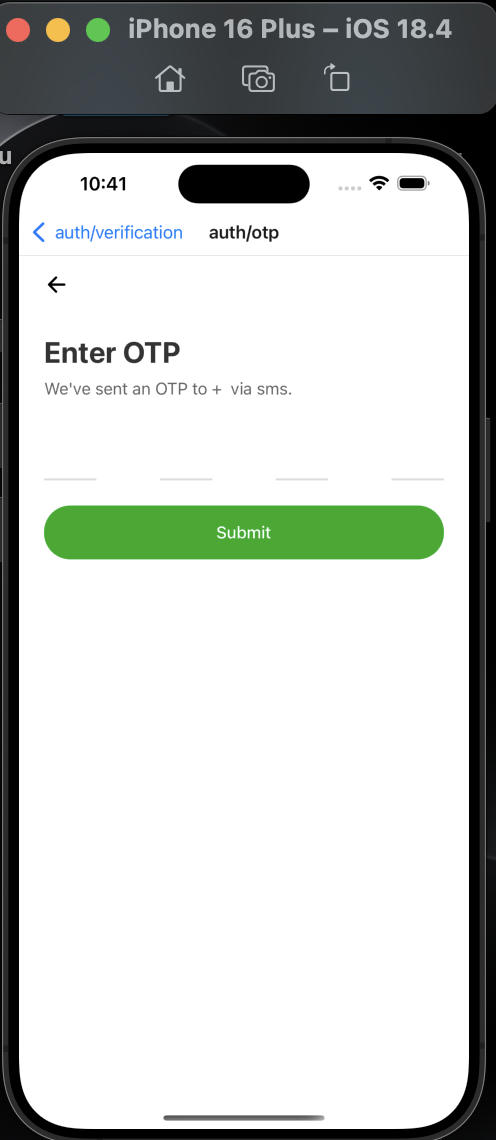 iPhone 16 Plus – iOS 18.4
u
10:41
auth/verification auth/otp
Enter OTP
We've sent an OTP to +  via sms.
Submit